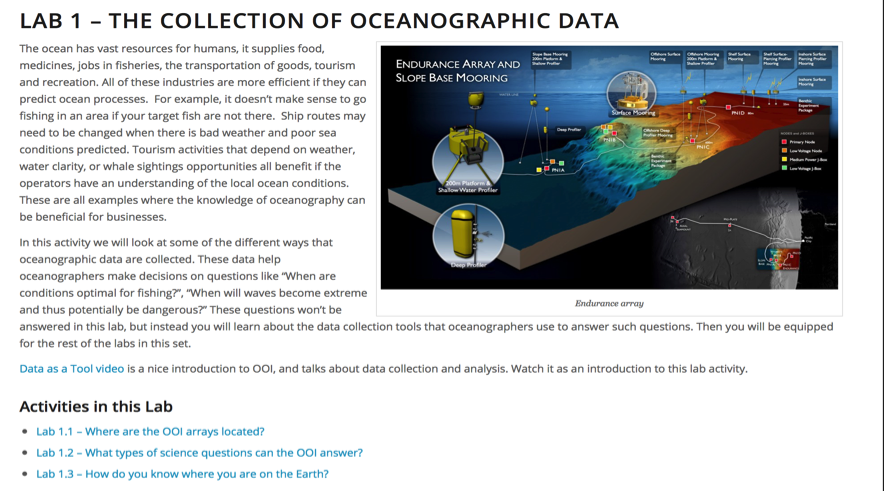 LAB 1 – THE COLLECTION OF OCEANOGRAPHIC DATA
The ocean has vast resources for humans, it supplies food,
medicines, jobs in fisheries, the transportation of goods, tourism
and recreation. All of these industries are more efficient if they can
predict ocean processes.  For example, it doesn't make sense to go
fishing in an area if your target fish are not there.  Ship routes may
need to be changed when there is bad weather and poor sea
conditions predicted. Tourism activities that depend on weather,
water clarity, or whale sightings opportunities all benefit if the
operators have an understanding of the local ocean conditions.
These are all examples where the knowledge of oceanography can
be beneficial for businesses.
In this activity we will look at some of the different ways that
oceanographic data are collected. These data help
oceanographers make decisions on questions like “When are
conditions optimal for fishing?”, “When will waves become extreme
and thus potentially be dangerous?” These questions won't be
answered in this lab, but instead you will learn about the data collection tools that oceanographers use to answer such questions. Then you will be equipped
for the rest of the labs in this set.
ENDURANCE ARRAY AND
SLOPE BASE MOORING
Slope Base Mooring
200m Platform &
Shallow Profiler
Offshore Surface
Mooring
Offshore Mooring
200m Platform &
Shallow Profiler
Shelf Surface
Mooring
Shelf Surface-
Piercing Profiler
Mooring
Inshore Surface
Piercing Profiler
Mooring
Inshore Surface
Mooring
Benthic
Experiment
Package
Surface Mooring
PN1D
Deep Profiler
Offshore Deep
Profiler Mooring
PN1B
PN1C
Benthic
Experiment
Package
PN1A
200m Platform &
Shallow Water Profiler
Primary Node
Low Voltage Node
Medium Power J-Box
Low Voltage J-Box
Deep Profiler
Endurance array
Data as a Tool video is a nice introduction to OOI, and talks about data collection and analysis. Watch it as an introduction to this lab activity.
Activities in this Lab
Lab 1.1 – Where are the OOI arrays located?
Lab 1.2 – What types of science questions can the OOI answer?
Lab 1.3 – How do you know where you are on the Earth?